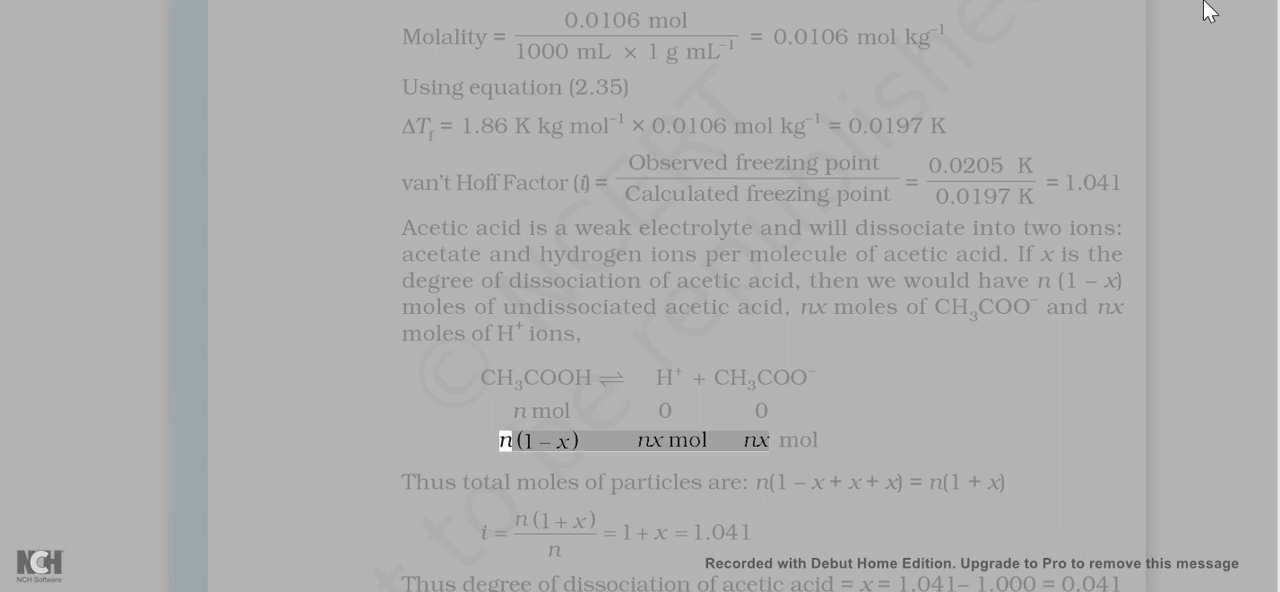 Molality = 0.0106 mol / 1000 mL × 1 g mL⁻¹ = 0.0106 mol kg⁻¹
Using equation (2.35)
ΔT_f = 1.86 K kg mol⁻¹ × 0.0106 mol kg⁻¹ = 0.0197 K
van't Hoff Factor (i) = Observed freezing point / Calculated freezing point = 0.0205 K / 0.0197 K = 1.041
Acetic acid is a weak electrolyte and will dissociate into two ions:
acetate and hydrogen ions per molecule of acetic acid. If x is the
degree of dissociation of acetic acid, then we would have n (1 – x)
moles of undissociated acetic acid, nx moles of CH₃COO⁻ and nx
moles of H⁺ ions,
CH₃COOH ⇌ H⁺ + CH₃COO⁻
n mol 0 0
n (1 – x) nx mol nx mol
Thus total moles of particles are: n(1 – x + x + x) = n(1 + x)
i = n (1 + x) / n = 1 + x = 1.041
Thus degree of dissociation of acetic acid = x = 1.041– 1.000 = 0.041
© NCERT
not to be republished
NCH
NCH Software
Recorded with Debut Home Edition. Upgrade to Pro to remove this message